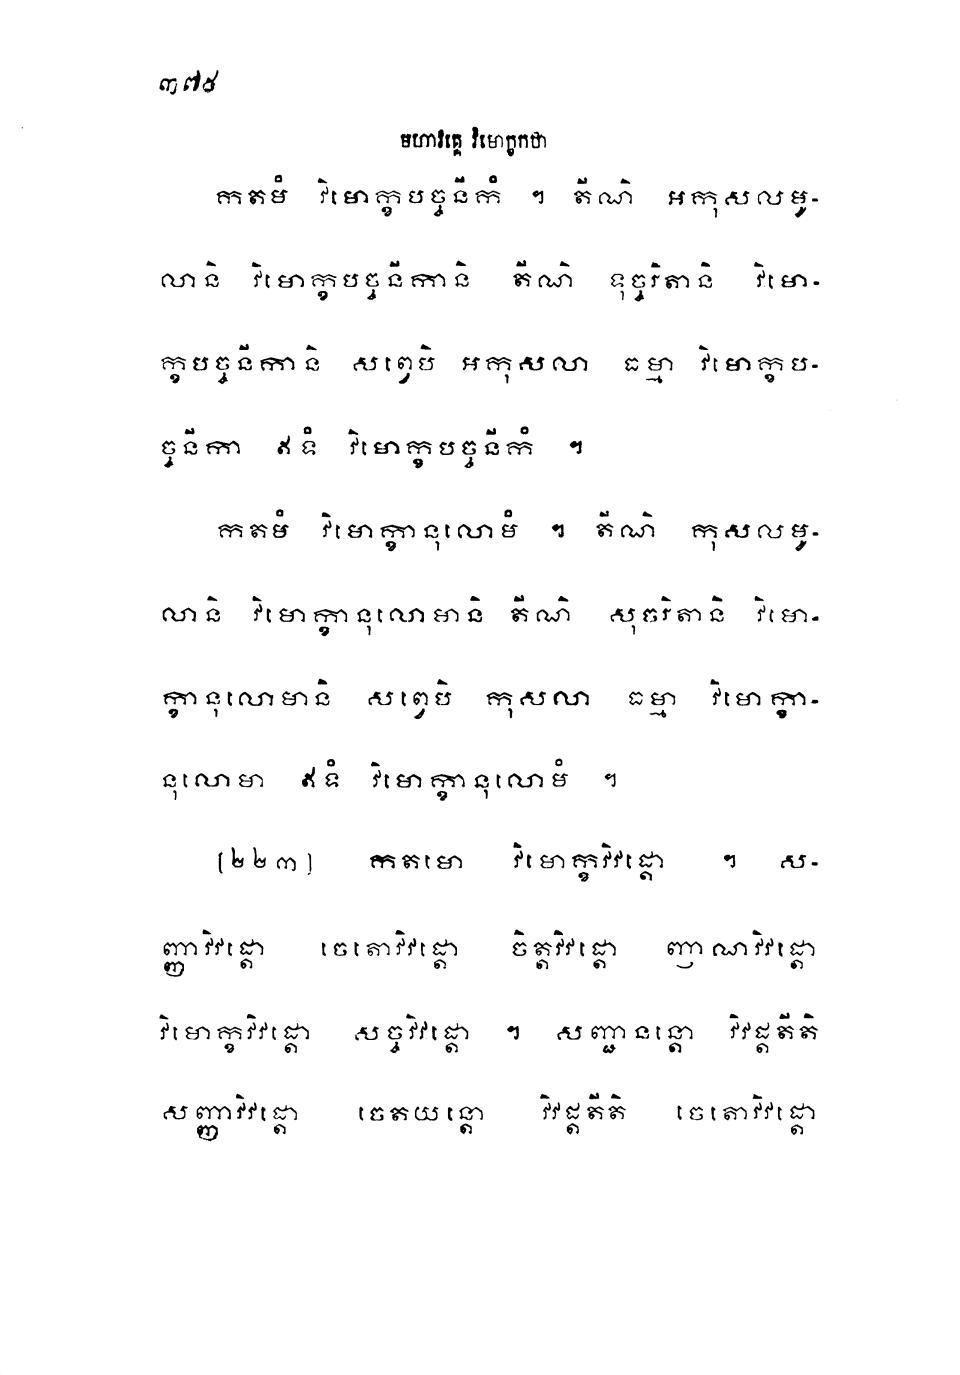 ៣៧៥
មហាវគ្គេ វិមោក្ខកថា
កតមំ វិមោក្ខបច្ចនីកំ ។ តីណិ អកុសលមូ-
លានិ វិមោក្ខបច្ចនីកានិ តីណិ ទុច្ចរិតានិ វិមោ-
ក្ខបច្ចនីកានិ សព្វេបិ អកុសលា ធម្មា វិមោក្ខប-
ច្ចនីកា ឥទំ វិមោក្ខបច្ចនីកំ ។
កតមំ វិមោក្ខានុលោមំ ។ តីណិ កុសលមូ-
លានិ វិមោក្ខានុលោមានិ តីណិ សុចរិតានិ វិមោ-
ក្ខានុលោមានិ សព្វេបិ កុសលា ធម្មា វិមោក្ខា-
នុលោមា ឥទំ វិមោក្ខានុលោមំ ។
(២២៣) កតមោ វិមោក្ខវិវដ្តោ ។ ស-
ញ្ញាវិវដ្តោ ចេតោវិវដ្តោ ចិត្តវិវដ្តោ ញាណវិវដ្តោ
វិមោក្ខវិវដ្តោ សច្ចវិវដ្តោ ។ សញ្ជានន្តោ វិវដ្តតីតិ
សញ្ញាវិវដ្តោ ចេតយន្តោ វិវដ្តតីតិ ចេតោវិវដ្តោ